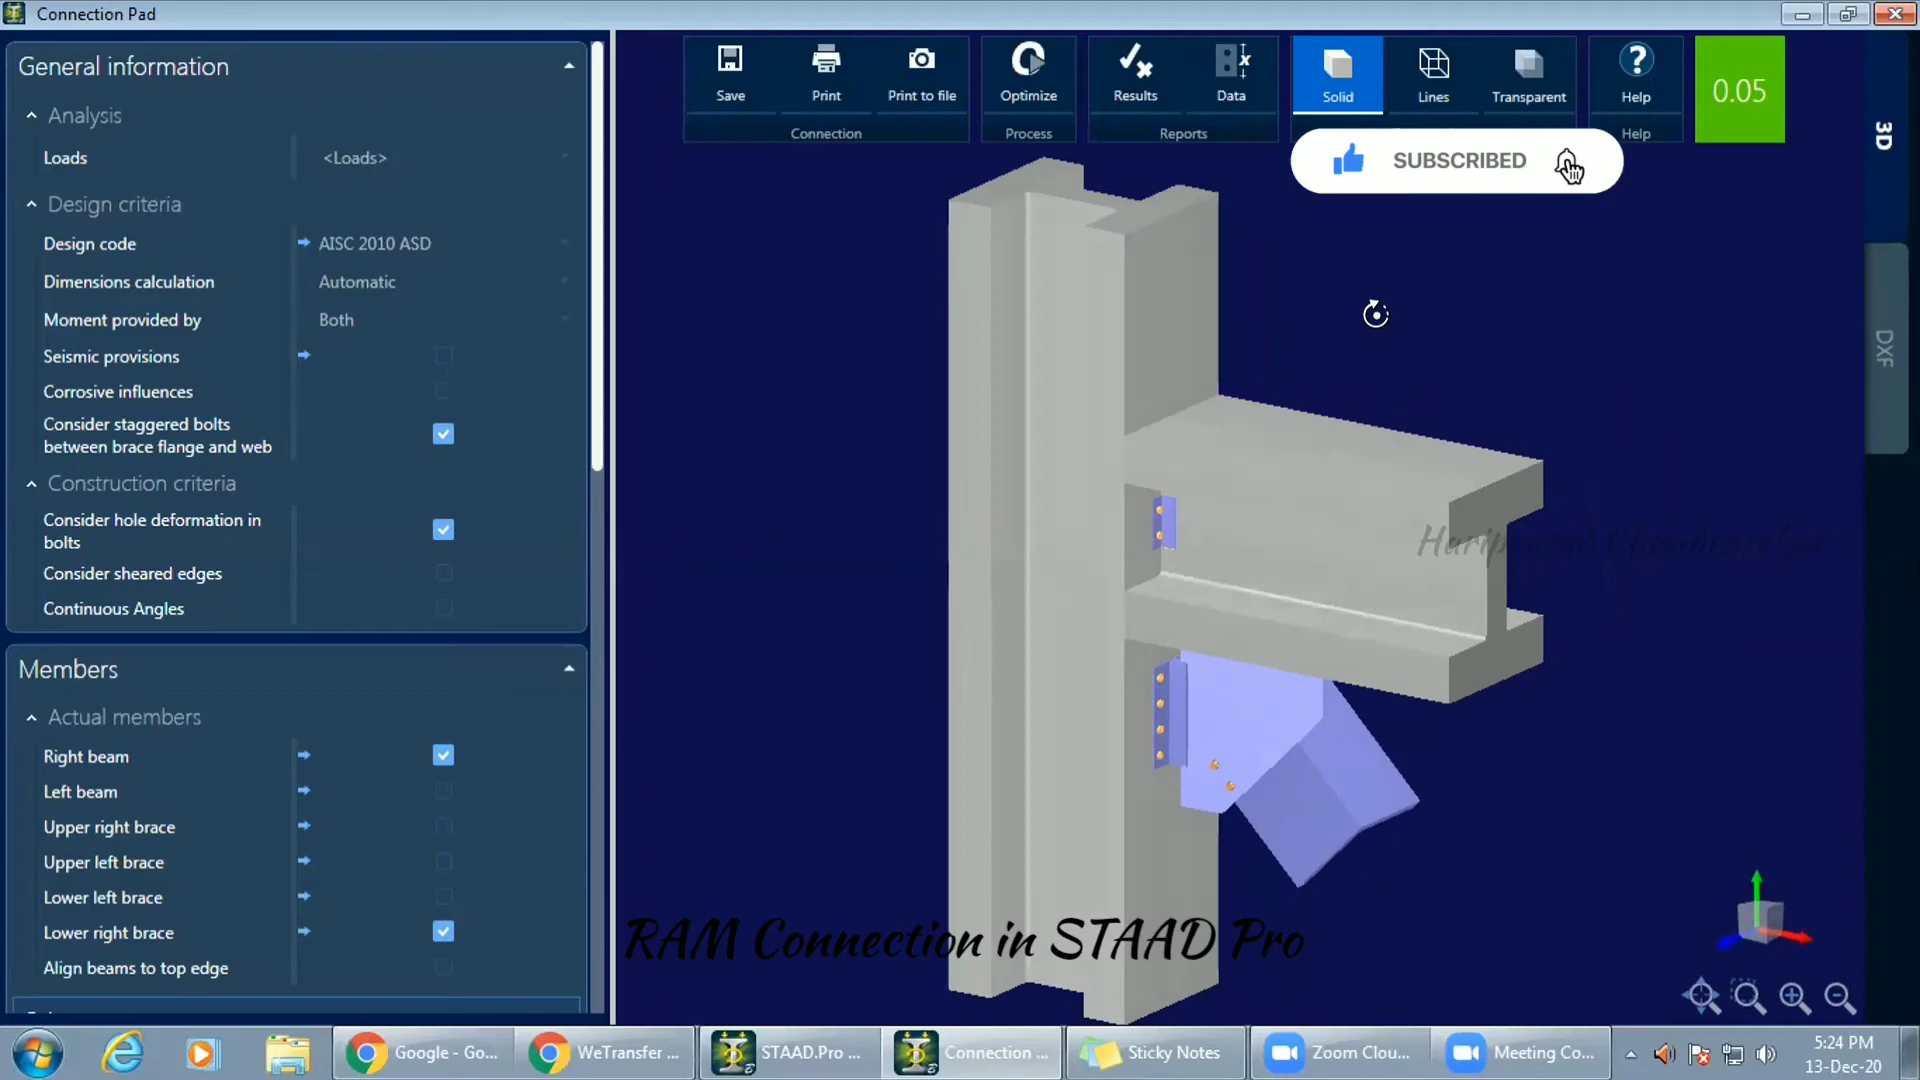 Connection Pad
General information
Analysis
Loads <Loads>
Design criteria
Design code AISC 2010 ASD
Dimensions calculation Automatic
Moment provided by Both
Seismic provisions
Corrosive influences
Consider staggered bolts
between brace flange and web
Construction criteria
Consider hole deformation in
bolts
Consider sheared edges
Continuous Angles
Members
Actual members
Right beam
Left beam
Upper right brace
Upper left brace
Lower left brace
Lower right brace
Align beams to top edge
Save Print Print to file Optimize Results Data Solid Lines Transparent Help
Connection Process Reports Help
0.05
3D
DXF
SUBSCRIBED
RAM Connection in STAAD Pro
Google - Go... WeTransfer ... STAAD.Pro ... Connection ... Sticky Notes Zoom Clou... Meeting Co...
5:24 PM
13-Dec-20